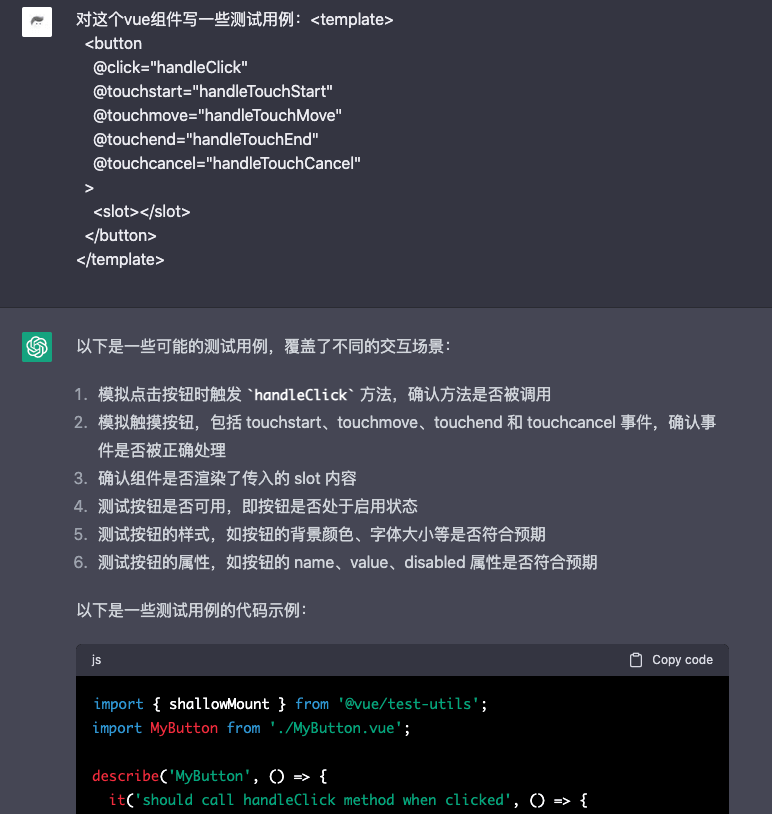 对这个vue组件写一些测试用例：<template>
<button
@click="handleClick"
@touchstart="handleTouchStart"
@touchmove="handleTouchMove"
@touchend="handleTouchEnd"
@touchcancel="handleTouchCancel"
>
<slot></slot>
</button>
</template>
以下是一些可能的测试用例，覆盖了不同的交互场景：
1. 模拟点击按钮时触发 `handleClick` 方法，确认方法是否被调用
2. 模拟触摸按钮，包括 touchstart、touchmove、touchend 和 touchcancel 事件，确认事
件是否被正确处理
3. 确认组件是否渲染了传入的 slot 内容
4. 测试按钮是否可用，即按钮是否处于启用状态
5. 测试按钮的样式，如按钮的背景颜色、字体大小等是否符合预期
6. 测试按钮的属性，如按钮的 name、value、disabled 属性是否符合预期
以下是一些测试用例的代码示例：
js Copy code
import { shallowMount } from '@vue/test-utils';
import MyButton from './MyButton.vue';
describe('MyButton', () => {
it('should call handleClick method when clicked', () => {